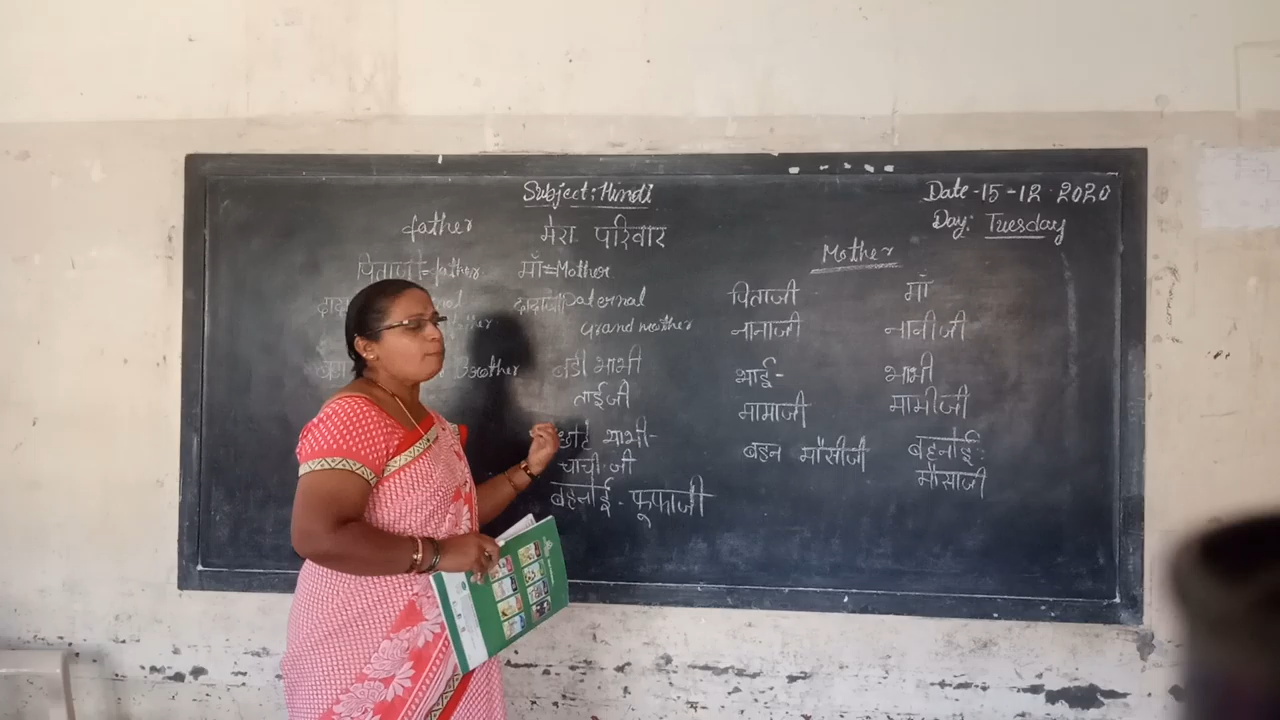 Subject: Hindi
Date - 15 - 12 - 2020
Day: Tuesday
father
मेरा परिवार
पिताजी = father
माँ = Mother
दादाजी Paternal
Grand mother
Brother
बडी भाभी
ताईजी
छोटे भाभी -
चाची जी
बहनोई - फूफाजी
Mother
पिताजी
माँ
नानाजी
नानीजी
भाई -
भाभी
मामाजी
मामीजी
बहन मौसीजी
बहनोई:
मौसाजी